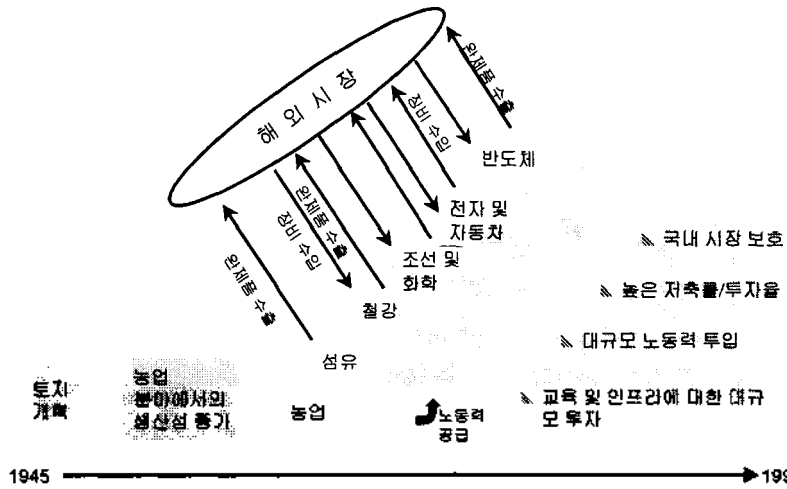 해외시장
완제품 수출
장비 수입
반도체
전자 및
자동차
완제품 수출
장비 수입
조선 및
화학
철강
완제품 수출
섬유
국내 시장 보호
높은 저축률/투자율
대규모 노동력 투입
교육 및 인프라에 대한 대규
모 투자
토지
개혁
농업
분야에서의
생산성 증가
농업
노동력
공급
1945
199